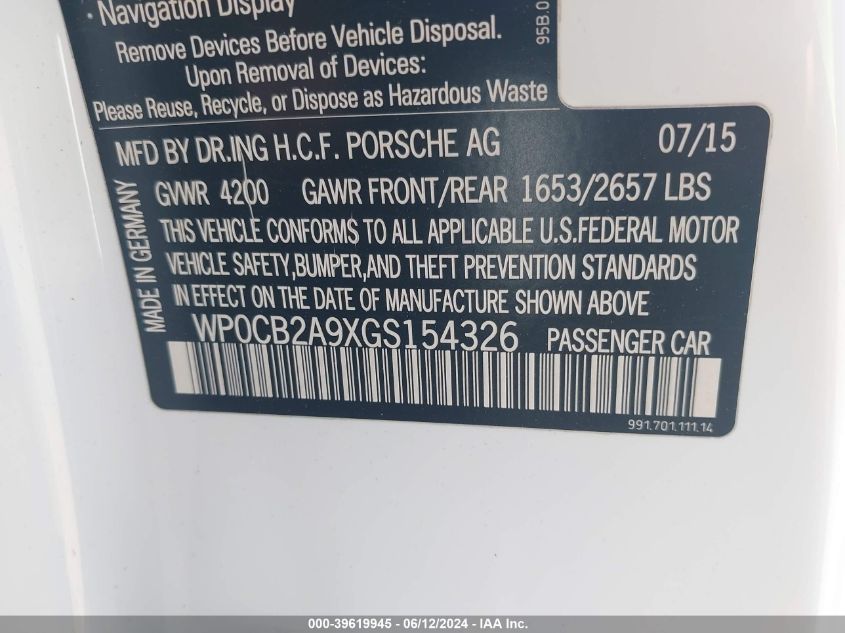 · Navigation Display
Remove Devices Before Vehicle Disposal.
Upon Removal of Devices:
Please Reuse, Recycle, or Dispose as Hazardous Waste
95B.0
MFD BY DR.ING H.C.F. PORSCHE AG 07/15
GVWR 4200 GAWR FRONT/REAR 1653/2657 LBS
THIS VEHICLE CONFORMS TO ALL APPLICABLE U.S.FEDERAL MOTOR
VEHICLE SAFETY,BUMPER,AND THEFT PREVENTION STANDARDS
IN EFFECT ON THE DATE OF MANUFACTURE SHOWN ABOVE.
MADE IN GERMANY
WP0CB2A9XGS154326 PASSENGER CAR
991.701.111.14
000-39619945 - 06/12/2024 - IAA Inc.